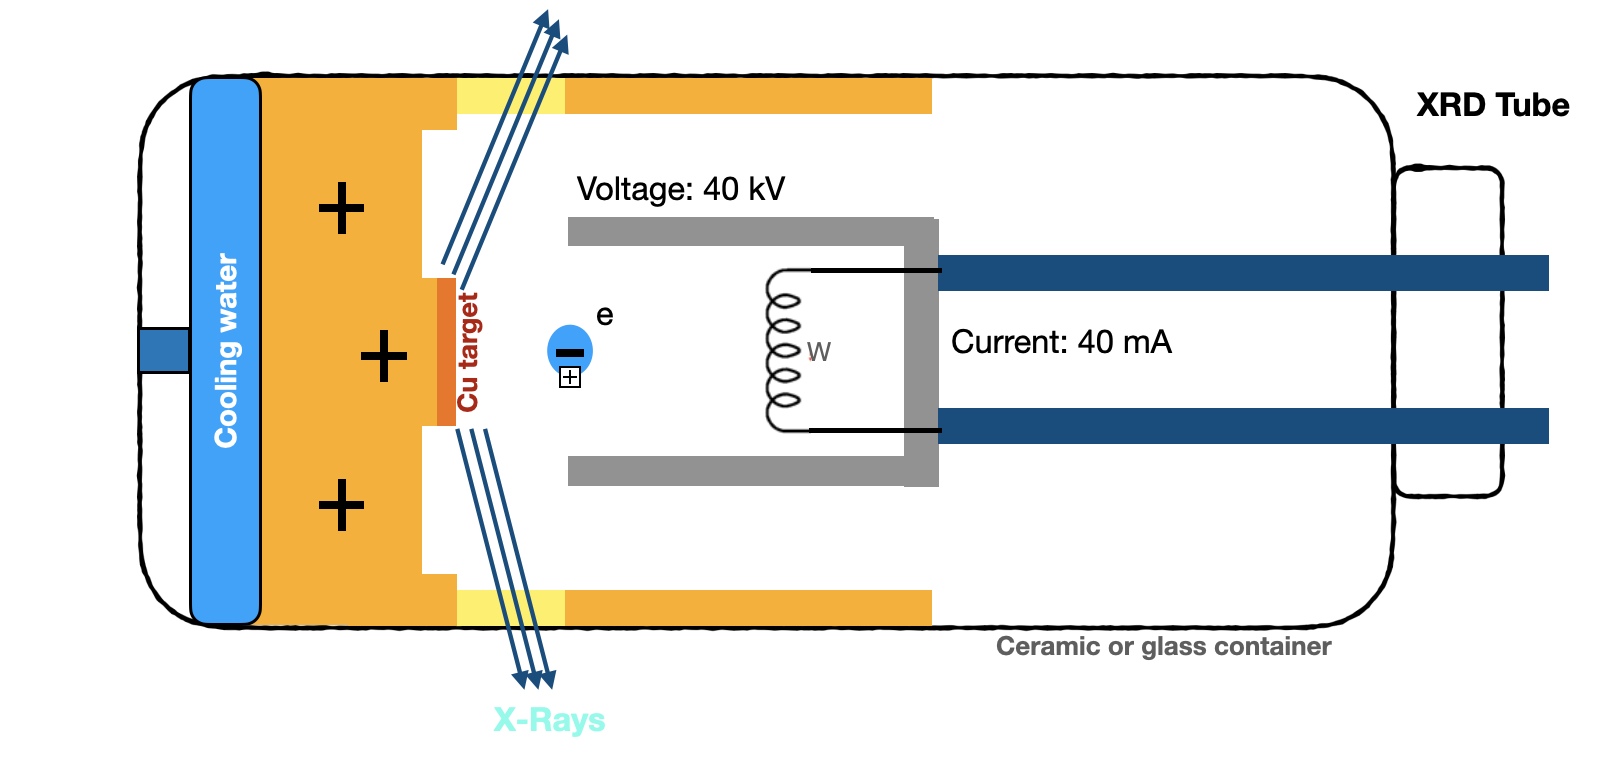 XRD Tube
Voltage: 40 kV
Cooling water
Cu target
e
W
Current: 40 mA
Ceramic or glass container
X-Rays